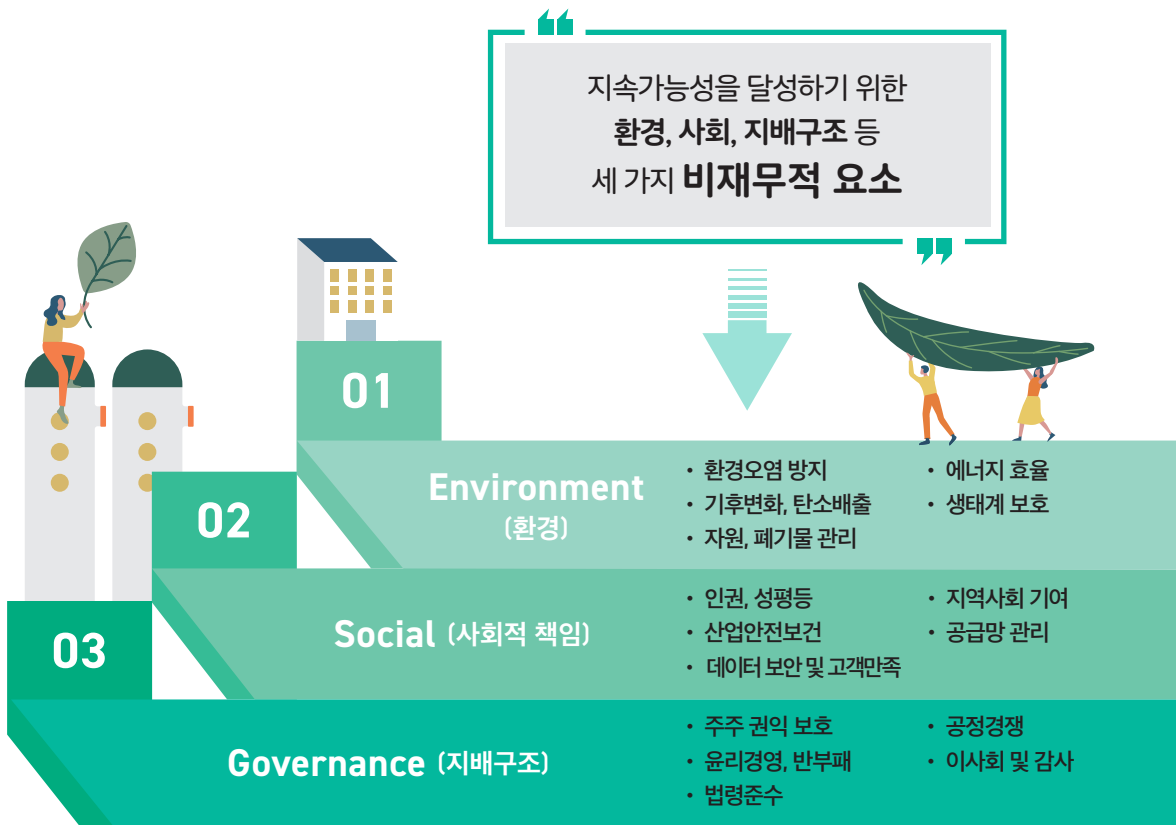 지속가능성을 달성하기 위한
환경, 사회, 지배구조 등
세 가지 비재무적 요소
01
Environment
(환경)
• 환경오염 방지
• 기후변화, 탄소배출
• 자원, 폐기물 관리
• 에너지 효율
• 생태계 보호
02
Social (사회적 책임)
• 인권, 성평등
• 산업안전보건
• 데이터 보안 및 고객만족
• 지역사회 기여
• 공급망 관리
03
Governance (지배구조)
• 주주 권익 보호
• 윤리경영, 반부패
• 법령준수
• 공정경쟁
• 이사회 및 감사